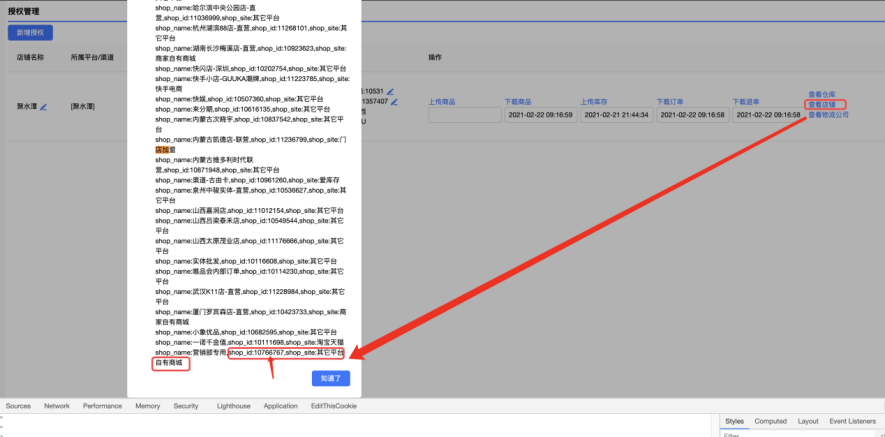 授权管理
新增授权
店铺名称
所属平台/渠道
操作
聚水潭
[聚水潭]
营,shop_id:11036999,shop_site:其它平台
shop_name:杭州湖滨88店-直营,shop_id:11268101,shop_site:其
它平台
shop_name:湖南长沙梅溪店-直营,shop_id:10923623,shop_site:
商家自有商城
shop_name:快闪店-深圳,shop_id:10202754,shop_site:其它平台
shop_name:快手小店-GUUKA潮牌,shop_id:11223785,shop_site:
快手电商
shop_name:快娱,shop_id:10507360,shop_site:其它平台
shop_name:来分期,shop_id:10616135,shop_site:其它平台
shop_name:内蒙古次糖宇,shop_id:10837542,shop_site:其它平
台
shop_name:内蒙古凯德店-联营,shop_id:11236799,shop_site:门
店加盟
shop_name:内蒙古维多利时代联
营,shop_id:10871948,shop_site:其它平台
shop_name:渠道-古由卡,shop_id:10961260,shop_site:爱库存
shop_name:泉州中骏实体-直营,shop_id:10536627,shop_site:其
它平台
shop_name:山西嘉润店,shop_id:11012154,shop_site:其它平台
shop_name:山西吕梁泰禾店,shop_id:10549544,shop_site:其它
平台
shop_name:山西太原茂业店,shop_id:11176666,shop_site:其它
平台
shop_name:实体批发,shop_id:10116608,shop_site:其它平台
shop_name:唯品会内部订单,shop_id:10114230,shop_site:其它
平台
shop_name:武汉K11店-直营,shop_id:11228984,shop_site:其它
平台
shop_name:厦门罗宾森店-直营,shop_id:10423733,shop_site:商
家自有商城
shop_name:小象优品,shop_id:10682595,shop_site:其它平台
shop_name:一诺千金值,shop_id:10111698,shop_site:淘宝天猫
shop_name:营销部专用,shop_id:10766767,shop_site:其它平台
自有商城
知道了
:10531
1357407
U
上传商品
下载商品
2021-02-22 09:16:59
上传库存
2021-02-21 21:44:34
下载订单
2021-02-22 09:16:58
下载退单
2021-02-22 09:16:58
查看仓库
查看店铺
查看物流公司
Sources Network Performance Memory Security Lighthouse Application EditThisCookie
Styles Computed Layout Event Listeners
Filter